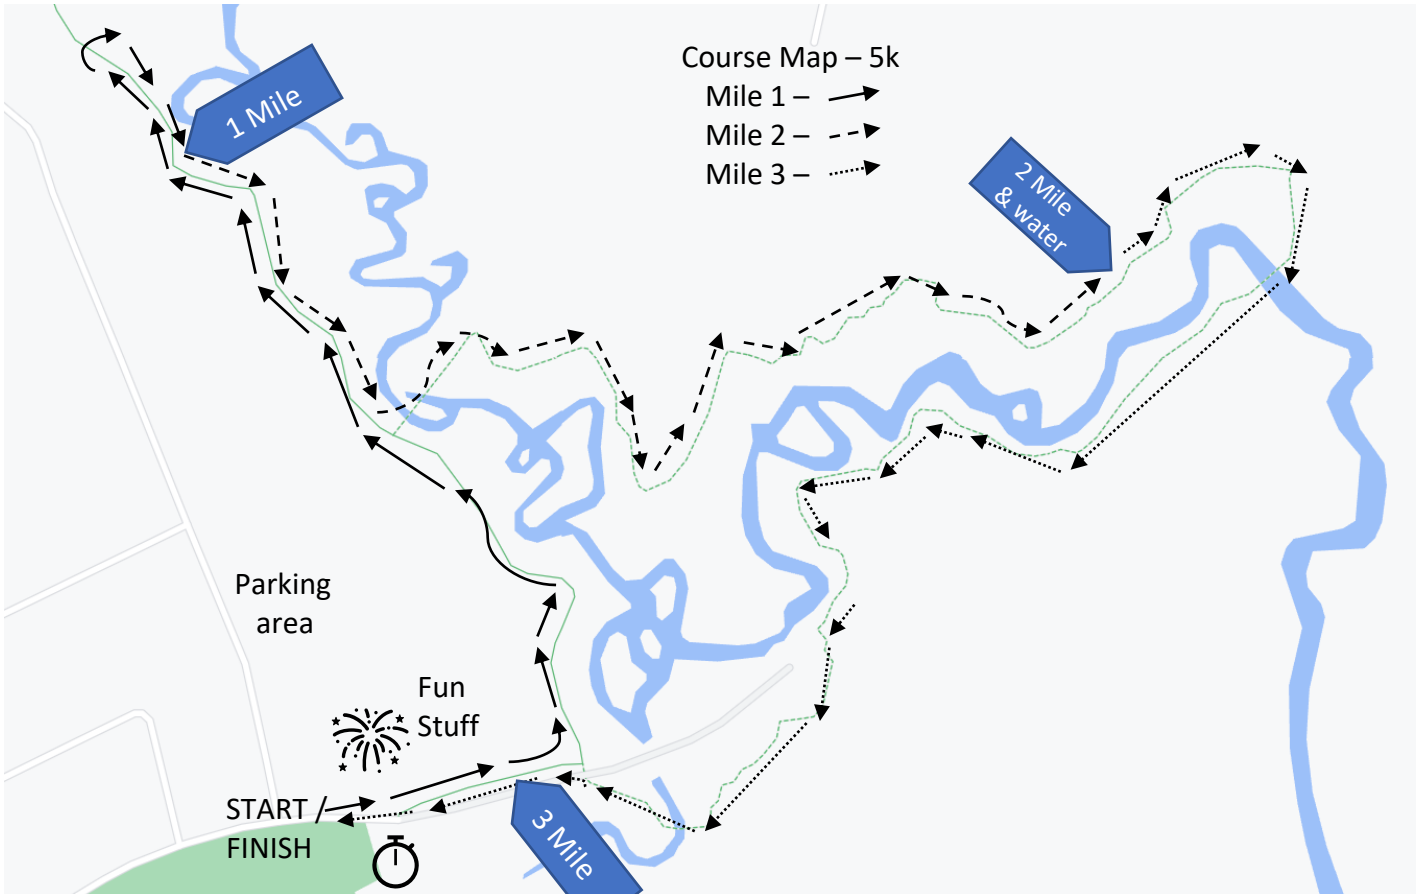 Course Map – 5k
Mile 1 –
Mile 2 –
Mile 3 –
1 Mile
2 Mile
& water
Parking
area
Fun
Stuff
START
FINISH
3 Mile